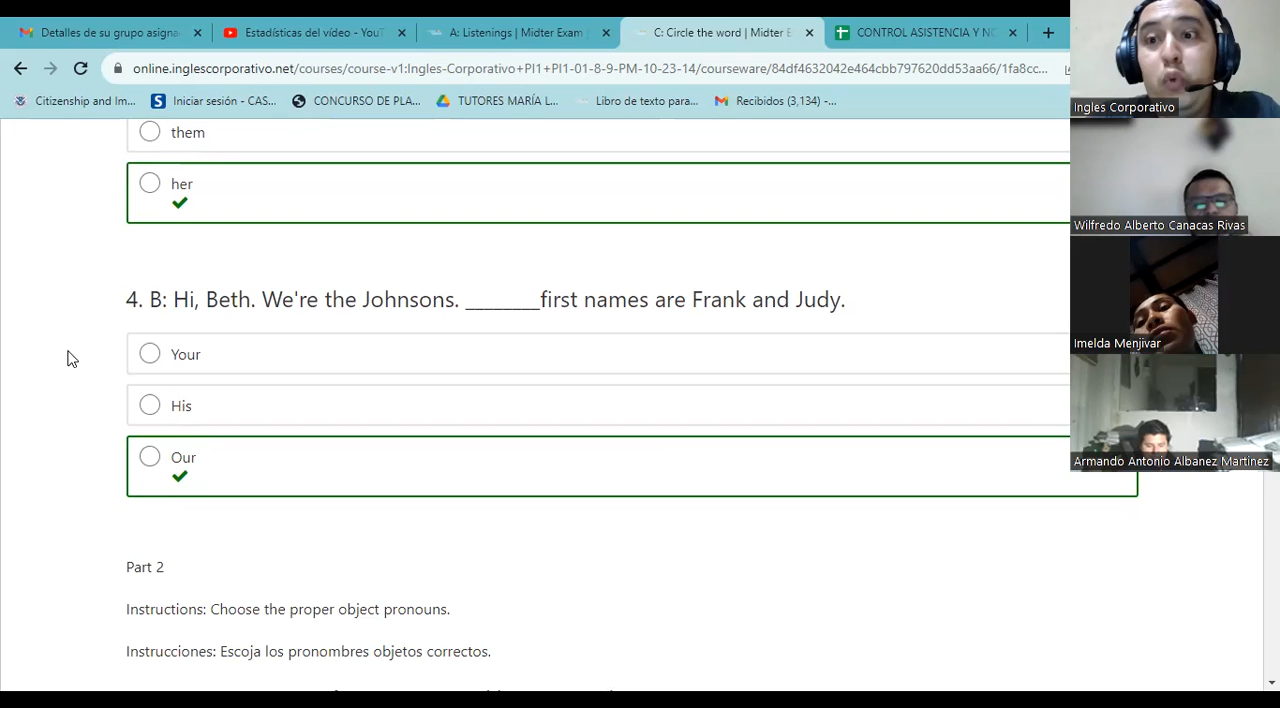 Detalles de su grupo asigna
Estadísticas del vídeo - YouT
A: Listenings | Midter Exam
C: Circle the word | Midter E
CONTROL ASISTENCIA Y NO
online.inglescorporativo.net/courses/course-v1:Ingles-Corporativo+PI1+PI1-01-8-9-PM-10-23-14/courseware/84df4632042e464cbb797620dd53aa66/1fa8cc...
Citizenship and Im...
Iniciar sesión - CAS...
CONCURSO DE PLA...
TUTORES MARÍA L...
Libro de texto para...
Recibidos (3,134) -...
Ingles Corporativo
Wilfredo Alberto Canacas Rivas
Imelda Menjivar
Armando Antonio Albanez Martinez
them
her
4. B: Hi, Beth. We're the Johnsons. ________first names are Frank and Judy.
Your
His
Our
Part 2
Instructions: Choose the proper object pronouns.
Instrucciones: Escoja los pronombres objetos correctos.